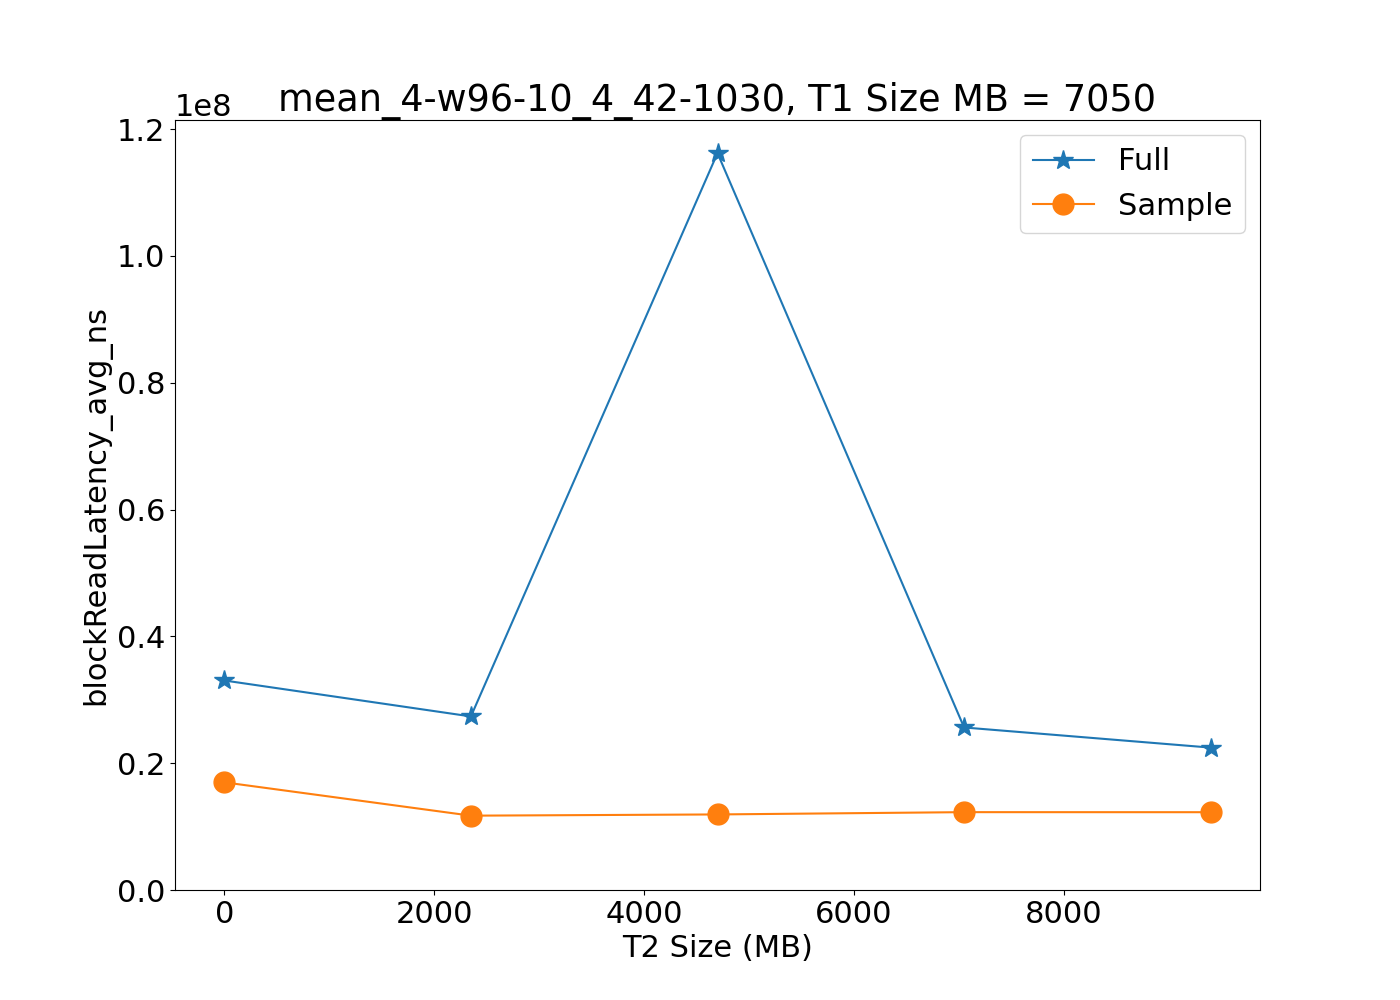 mean_4-w96-10_4_42-1030, T1 Size MB = 7050
1e8
1.2
1.0
0.8
0.6
0.4
0.2
0.0
blockReadLatency_avg_ns
Full
Sample
0 2000 4000 6000 8000
T2 Size (MB)